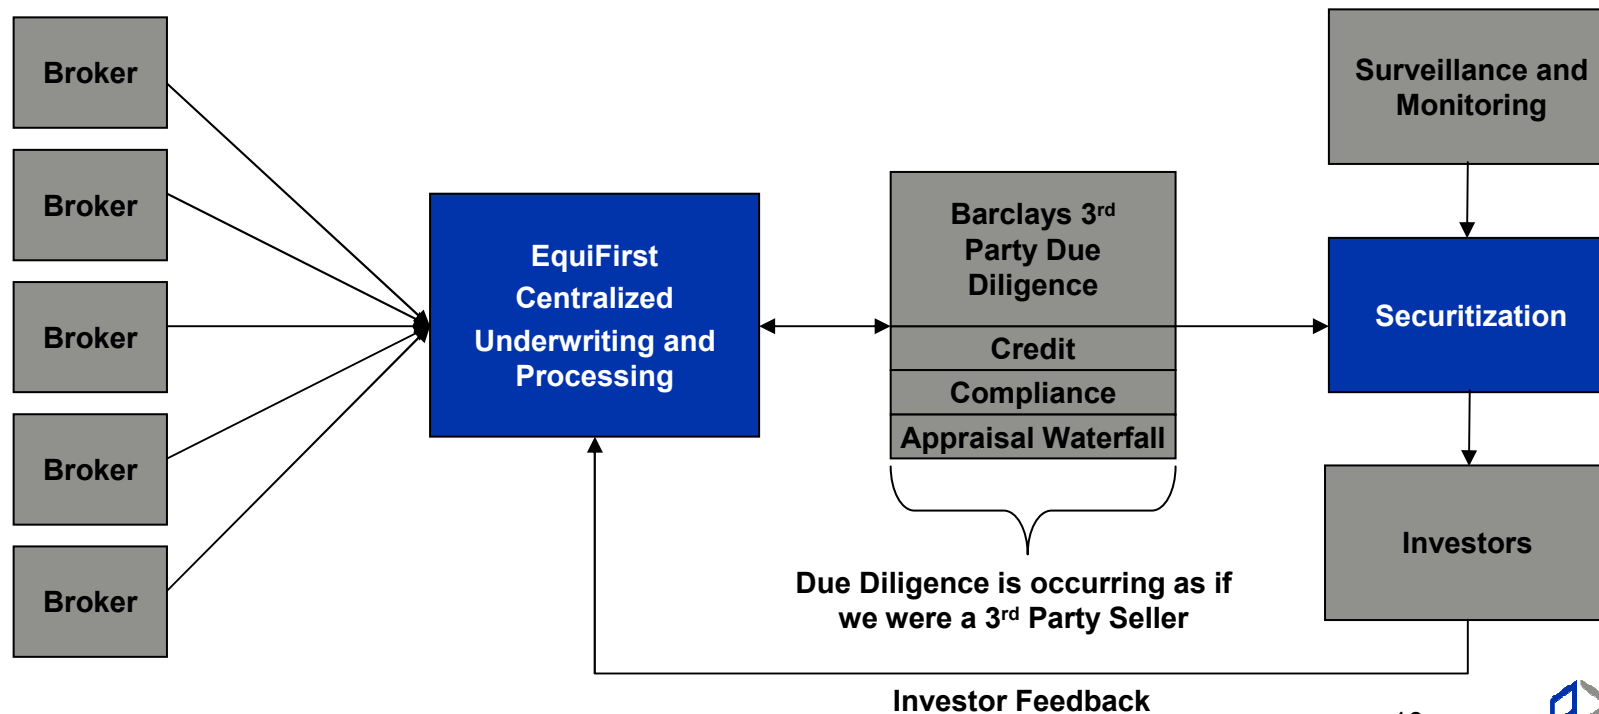 Broker
Broker
Broker
Broker
Broker
EquiFirst
Centralized
Underwriting and
Processing
Barclays 3rd
Party Due
Diligence
Credit
Compliance
Appraisal Waterfall
Due Diligence is occurring as if
we were a 3rd Party Seller
Surveillance and
Monitoring
Securitization
Investors
Investor Feedback